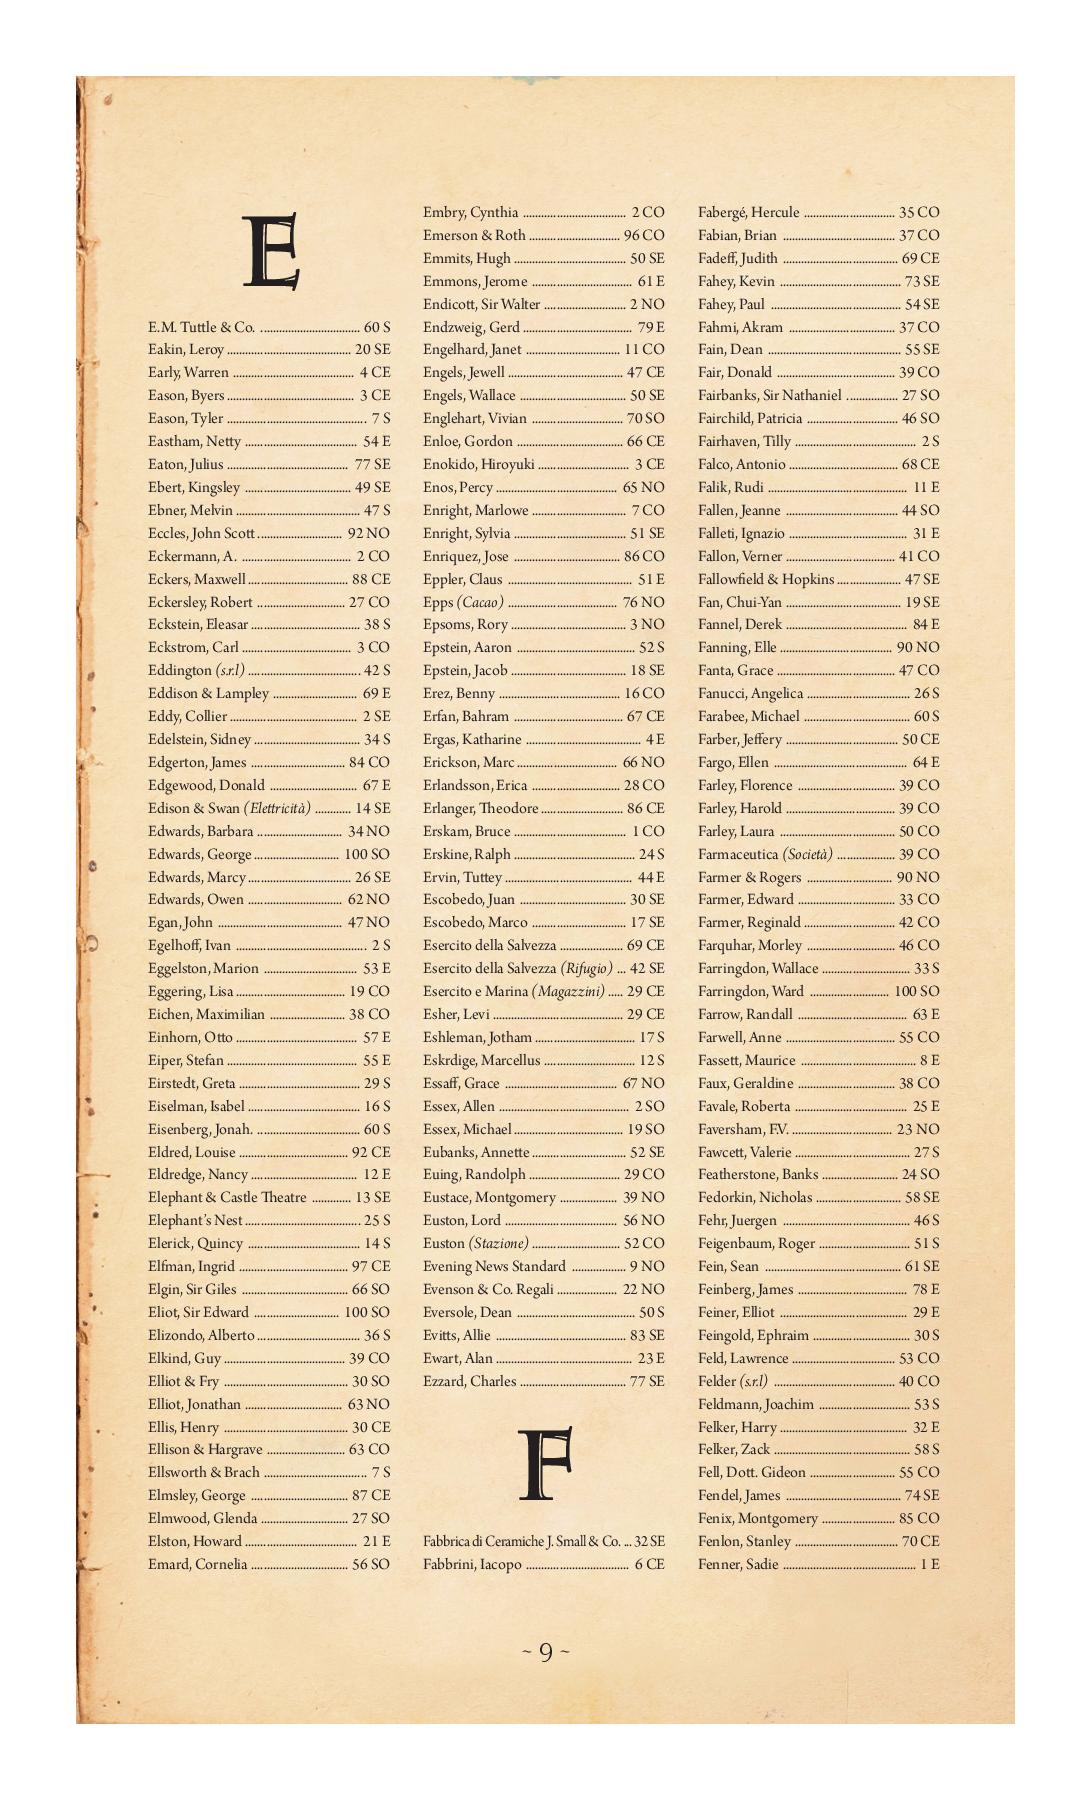 E
E.M. Tuttle & Co. ........ 60 S
Eakin, Leroy ........ 20 SE
Early, Warren ........ 4 CE
Eason, Byers ........ 3 CE
Eason, Tyler ........ 7 S
Eastham, Netty ........ 54 E
Eaton, Julius ........ 77 SE
Ebert, Kingsley ........ 49 SE
Ebner, Melvin ........ 47 S
Eccles, John Scott ........ 92 NO
Eckermann, A. ........ 2 CO
Eckers, Maxwell ........ 88 CE
Eckersley, Robert ........ 27 CO
Eckstein, Eleasar ........ 38 S
Eckstrom, Carl ........ 3 CO
Eddington (s.r.l) ........ 42 S
Eddison & Lampley ........ 69 E
Eddy, Collier ........ 2 SE
Edelstein, Sidney ........ 34 S
Edgerton, James ........ 84 CO
Edgewood, Donald ........ 67 E
Edison & Swan (Elettricità) ........ 14 SE
Edwards, Barbara ........ 34 NO
Edwards, George ........ 100 SO
Edwards, Marcy ........ 26 SE
Edwards, Owen ........ 62 NO
Egan, John ........ 47 NO
Egelhoff, Ivan ........ 2 S
Eggelston, Marion ........ 53 E
Eggering, Lisa ........ 19 CO
Eichen, Maximilian ........ 38 CO
Einhorn, Otto ........ 57 E
Eiper, Stefan ........ 55 E
Eirstedt, Greta ........ 29 S
Eiselman, Isabel ........ 16 S
Eisenberg, Jonah. ........ 60 S
Eldred, Louise ........ 92 CE
Eldredge, Nancy ........ 12 E
Elephant & Castle Theatre ........ 13 SE
Elephant's Nest ........ 25 S
Elerick, Quincy ........ 14 S
Elfman, Ingrid ........ 97 CE
Elgin, Sir Giles ........ 66 SO
Eliot, Sir Edward ........ 100 SO
Elizondo, Alberto ........ 36 S
Elkind, Guy ........ 39 CO
Elliot & Fry ........ 30 SO
Elliot, Jonathan ........ 63 NO
Ellis, Henry ........ 30 CE
Ellison & Hargrave ........ 63 CO
Ellsworth & Brach ........ 7 S
Elmsley, George ........ 87 CE
Elmwood, Glenda ........ 27 SO
Elston, Howard ........ 21 E
Emard, Cornelia ........ 56 SO
Embry, Cynthia ........ 2 CO
Emerson & Roth ........ 96 CO
Emmits, Hugh ........ 50 SE
Emmons, Jerome ........ 61 E
Endicott, Sir Walter ........ 2 NO
Endzweig, Gerd ........ 79 E
Engelhard, Janet ........ 11 CO
Engels, Jewell ........ 47 CE
Engels, Wallace ........ 50 SE
Englehart, Vivian ........ 70 SO
Enloe, Gordon ........ 66 CE
Enokido, Hiroyuki ........ 3 CE
Enos, Percy ........ 65 NO
Enright, Marlowe ........ 7 CO
Enright, Sylvia ........ 51 SE
Enriquez, Jose ........ 86 CO
Eppler, Claus ........ 51 E
Epps (Cacao) ........ 76 NO
Epsoms, Rory ........ 3 NO
Epstein, Aaron ........ 52 S
Epstein, Jacob ........ 18 SE
Erez, Benny ........ 16 CO
Erfan, Bahram ........ 67 CE
Ergas, Katharine ........ 4 E
Erickson, Marc ........ 66 NO
Erlandsson, Erica ........ 28 CO
Erlanger, Theodore ........ 86 CE
Erskam, Bruce ........ 1 CO
Erskine, Ralph ........ 24 S
Ervin, Tuttey ........ 44 E
Escobedo, Juan ........ 30 SE
Escobedo, Marco ........ 17 SE
Esercito della Salvezza ........ 69 CE
Esercito della Salvezza (Rifugio) ... 42 SE
Esercito e Marina (Magazzini) ..... 29 CE
Esher, Levi ........ 29 CE
Eshleman, Jotham ........ 17 S
Eskrdige, Marcellus ........ 12 S
Essaff, Grace ........ 67 NO
Essex, Allen ........ 2 SO
Essex, Michael ........ 19 SO
Eubanks, Annette ........ 52 SE
Euing, Randolph ........ 29 CO
Eustace, Montgomery ........ 39 NO
Euston, Lord ........ 56 NO
Euston (Stazione) ........ 52 CO
Evening News Standard ........ 9 NO
Evenson & Co. Regali ........ 22 NO
Eversole, Dean ........ 50 S
Evitts, Allie ........ 83 SE
Ewart, Alan ........ 23 E
Ezzard, Charles ........ 77 SE
F
Fabbrica di Ceramiche J. Small & Co. ... 32 SE
Fabbrini, Iacopo ........ 6 CE
Fabergé, Hercule ........ 35 CO
Fabian, Brian ........ 37 CO
Fadeff, Judith ........ 69 CE
Fahey, Kevin ........ 73 SE
Fahey, Paul ........ 54 SE
Fahmi, Akram ........ 37 CO
Fain, Dean ........ 55 SE
Fair, Donald ........ 39 CO
Fairbanks, Sir Nathaniel ........ 27 SO
Fairchild, Patricia ........ 46 SO
Fairhaven, Tilly ........ 2 S
Falco, Antonio ........ 68 CE
Falik, Rudi ........ 11 E
Fallen, Jeanne ........ 44 SO
Falleti, Ignazio ........ 31 E
Fallon, Verner ........ 41 CO
Fallowfield & Hopkins ........ 47 SE
Fan, Chui-Yan ........ 19 SE
Fannel, Derek ........ 84 E
Fanning, Elle ........ 90 NO
Fanta, Grace ........ 47 CO
Fanucci, Angelica ........ 26 S
Farabee, Michael ........ 60 S
Farber, Jeffery ........ 50 CE
Fargo, Ellen ........ 64 E
Farley, Florence ........ 39 CO
Farley, Harold ........ 39 CO
Farley, Laura ........ 50 CO
Farmaceutica (Società) ........ 39 CO
Farmer & Rogers ........ 90 NO
Farmer, Edward ........ 33 CO
Farmer, Reginald ........ 42 CO
Farquhar, Morley ........ 46 CO
Farringdon, Wallace ........ 33 S
Farringdon, Ward ........ 100 SO
Farrow, Randall ........ 63 E
Farwell, Anne ........ 55 CO
Fassett, Maurice ........ 8 E
Faux, Geraldine ........ 38 CO
Favale, Roberta ........ 25 E
Faversham, F.V. ........ 23 NO
Fawcett, Valerie ........ 27 S
Featherstone, Banks ........ 24 SO
Fedorkin, Nicholas ........ 58 SE
Fehr, Juergen ........ 46 S
Feigenbaum, Roger ........ 51 S
Fein, Sean ........ 61 SE
Feinberg, James ........ 78 E
Feiner, Elliot ........ 29 E
Feingold, Ephraim ........ 30 S
Feld, Lawrence ........ 53 CO
Felder (s.r.l) ........ 40 CO
Feldmann, Joachim ........ 53 S
Felker, Harry ........ 32 E
Felker, Zack ........ 58 S
Fell, Dott. Gideon ........ 55 CO
Fendel, James ........ 74 SE
Fenix, Montgomery ........ 85 CO
Fenlon, Stanley ........ 70 CE
Fenner, Sadie ........ 1 E
~ 9 ~